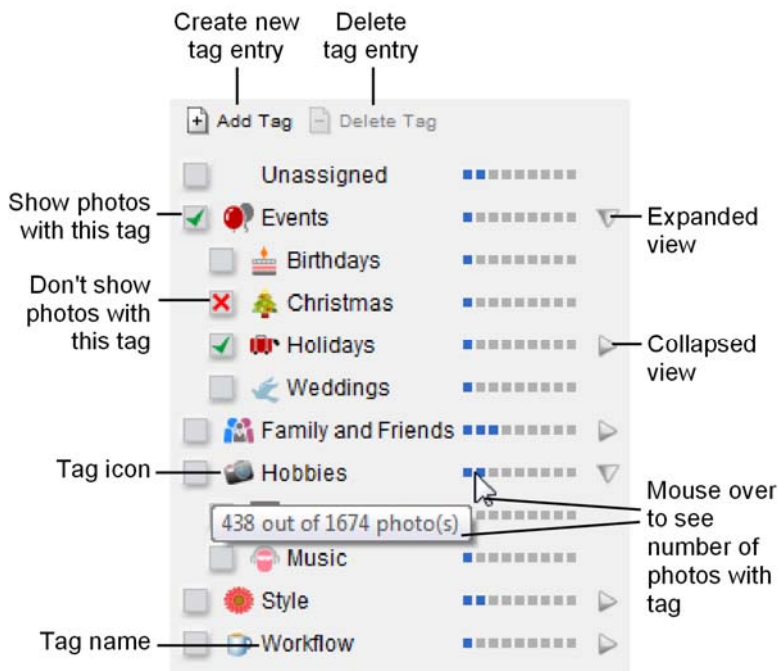 Create new
tag entry
Delete
tag entry
Add Tag
Delete Tag
Unassigned
Show photos
with this tag
Events
Expanded
view
Birthdays
Don't show
photos with
this tag
Christmas
Holidays
Collapsed
view
Weddings
Family and Friends
Tag icon
Hobbies
Mouse over
to see
number of
photos with
tag
438 out of 1674 photo(s)
Music
Style
Tag name
Workflow